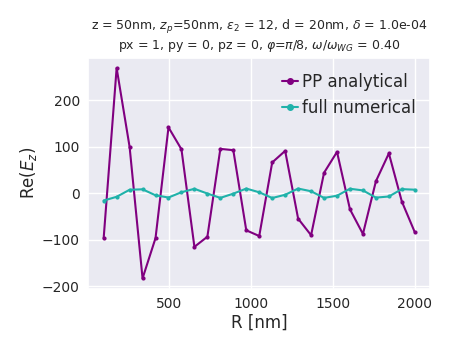 z = 50nm, z_p=50nm, ε₂ = 12, d = 20nm, δ = 1.0e-04
px = 1, py = 0, pz = 0, φ=π/8, ω/ω_WG = 0.40
PP analytical
full numerical
Re(E_z)
200
100
0
−100
−200
500
1000
1500
2000
R [nm]